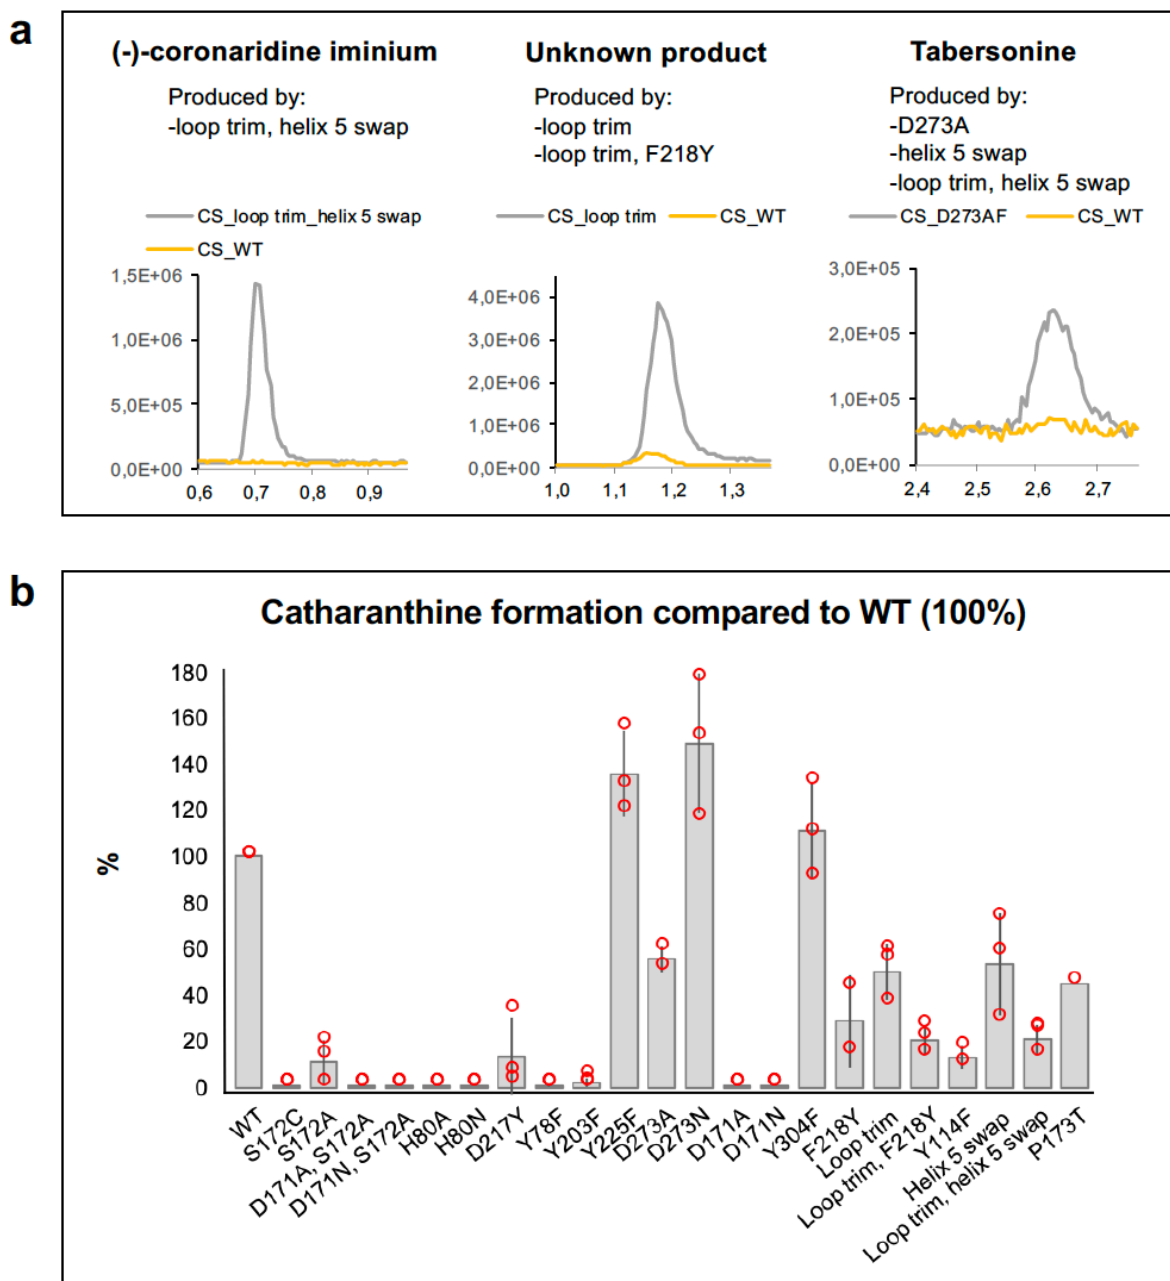 a
(-)-coronaridine iminium
Produced by:
-loop trim, helix 5 swap
CS_loop trim_helix 5 swap
CS_WT
1,5E+06
1,0E+06
5,0E+05
0,0E+00
0,6 0,7 0,8 0,9
Unknown product
Produced by:
-loop trim
-loop trim, F218Y
CS_loop trim CS_WT
4,0E+06
3,0E+06
2,0E+06
1,0E+06
0,0E+00
1,0 1,1 1,2 1,3
Tabersonine
Produced by:
-D273A
-helix 5 swap
-loop trim, helix 5 swap
CS_D273AF CS_WT
3,0E+05
2,0E+05
1,0E+05
0,0E+00
2,4 2,5 2,6 2,7
b
Catharanthine formation compared to WT (100%)
%
180
160
140
120
100
80
60
40
20
0
WT
S172C
S172A
D171A, S172A
D171N, S172A
H80A
H80N
D217Y
Y78F
Y203F
Y225F
D273A
D273N
D171A
D171N
Y304F
F218Y
Loop trim
Loop trim, F218Y
Y114F
Helix 5 swap
Loop trim, helix 5 swap
P173T